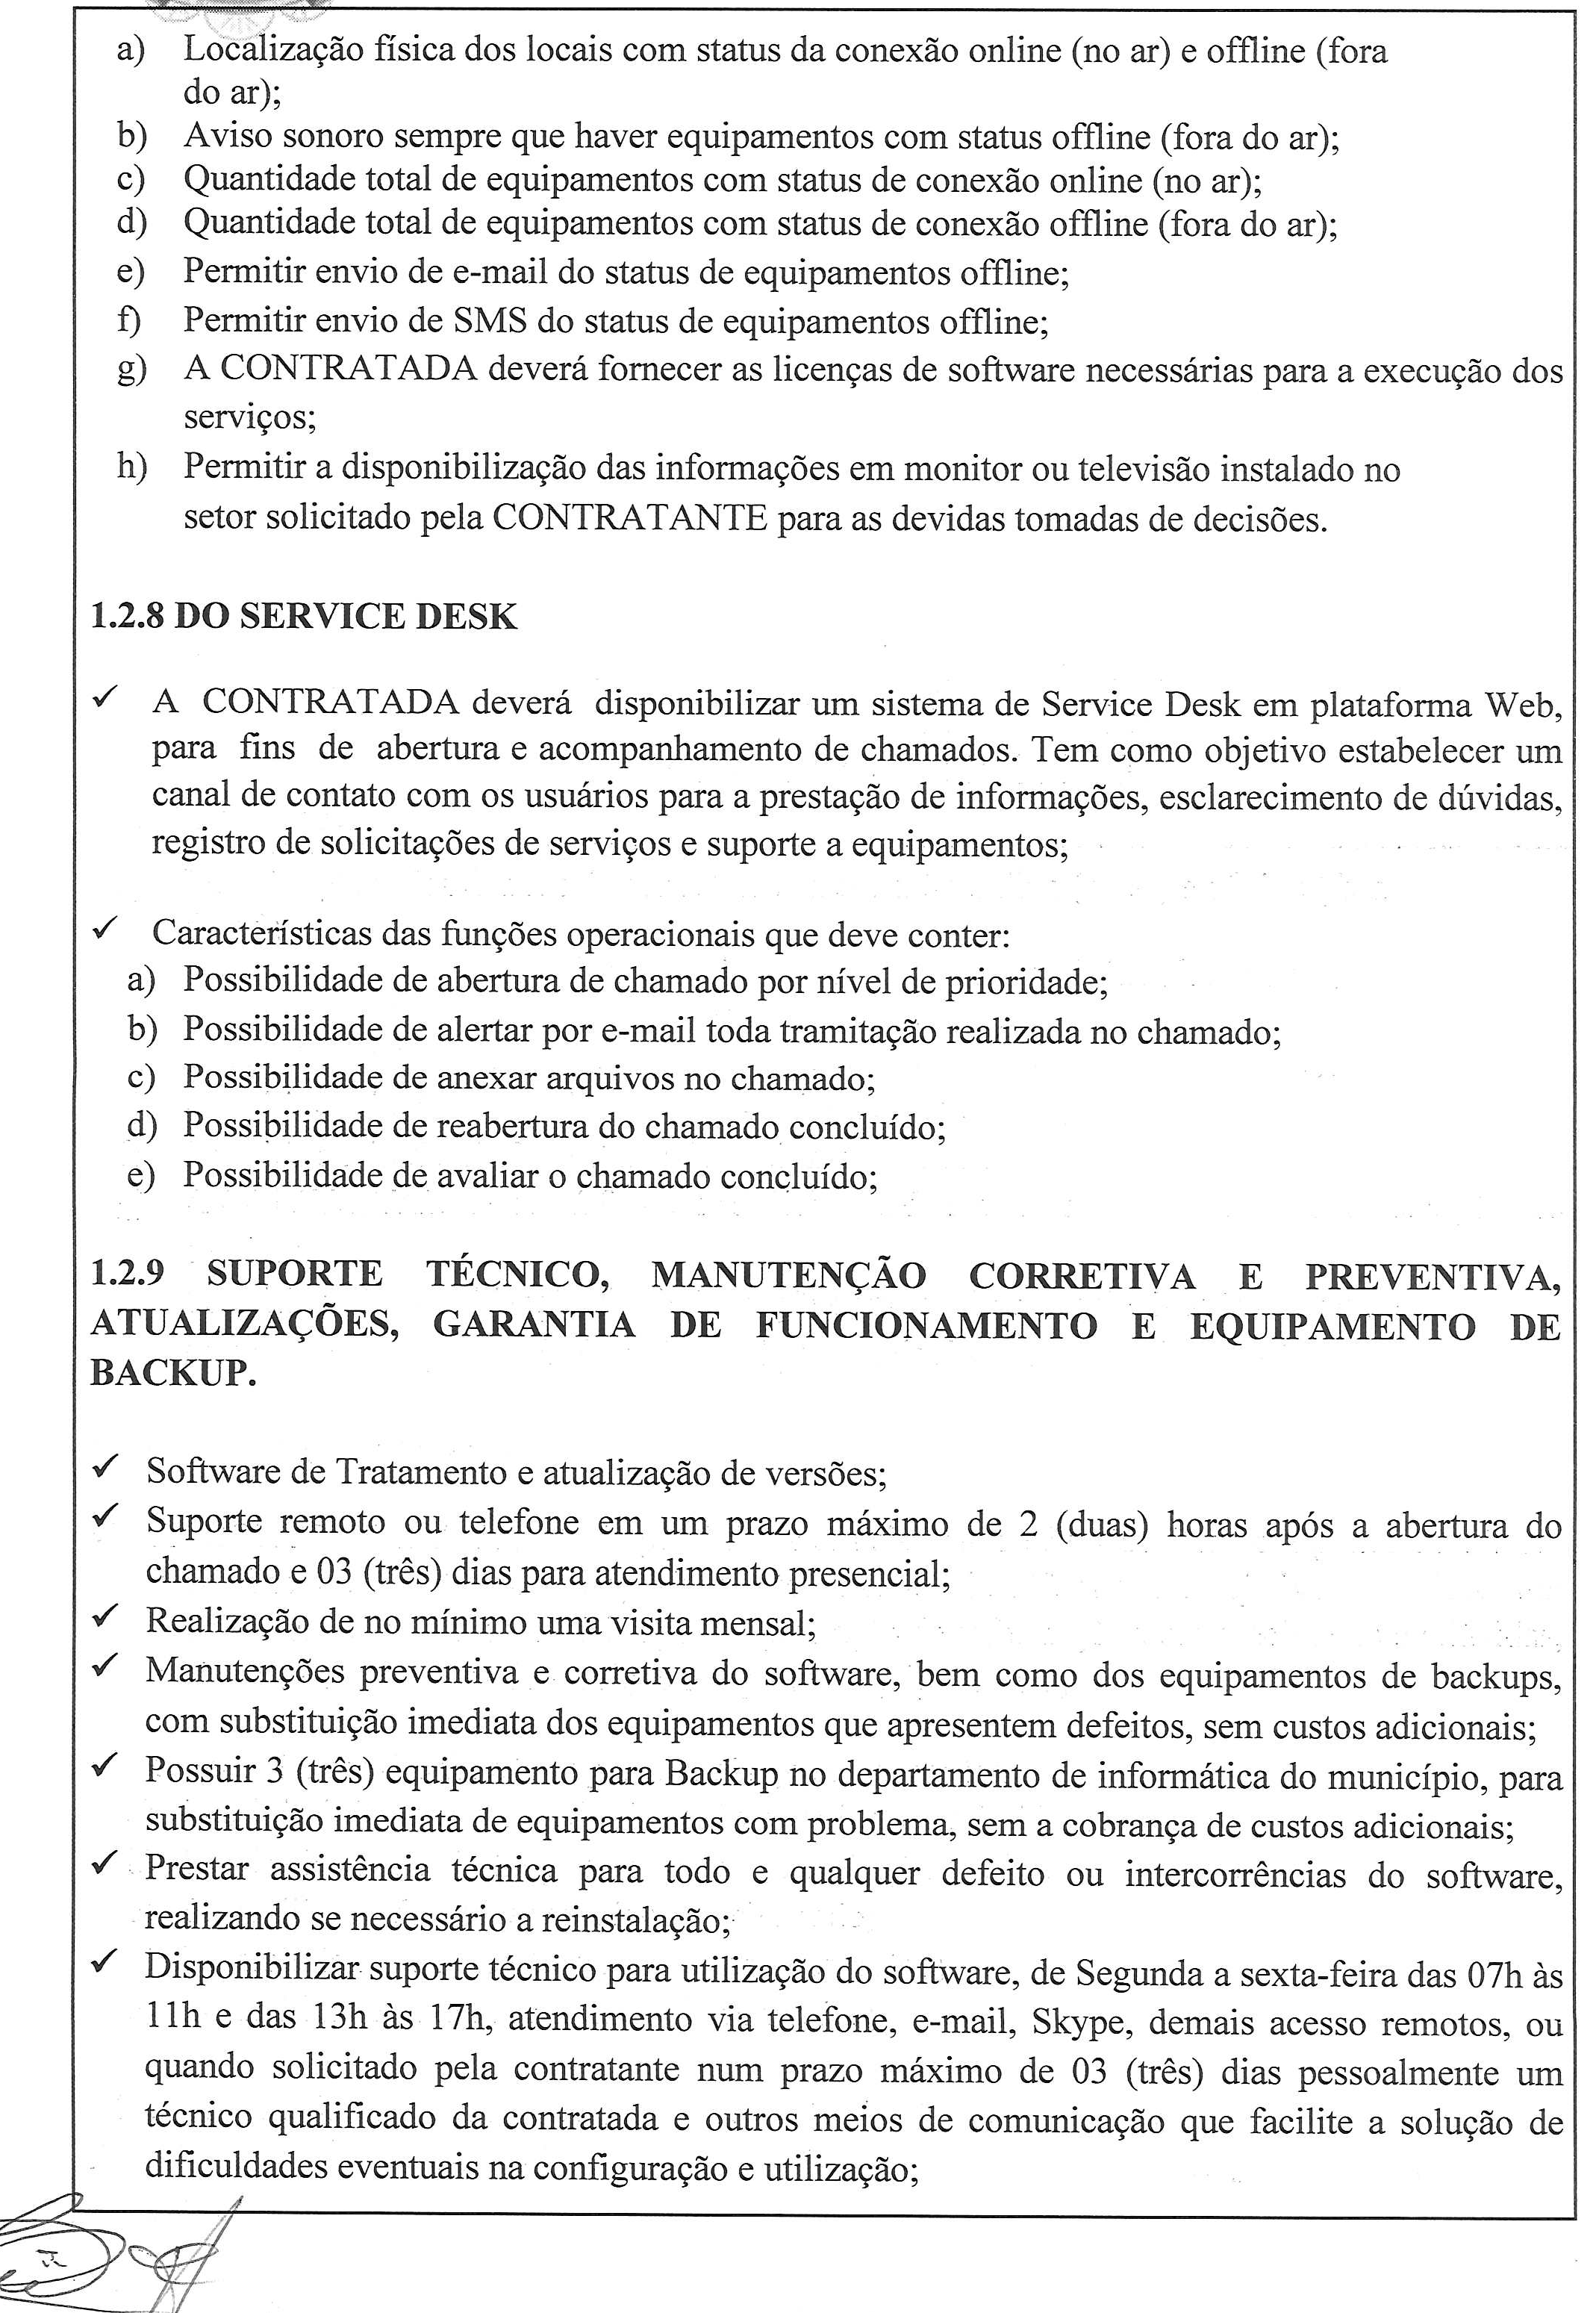 a) Localização física dos locais com status da conexão online (no ar) e offline (fora
do ar);
b) Aviso sonoro sempre que haver equipamentos com status offline (fora do ar);
c) Quantidade total de equipamentos com status de conexão online (no ar);
d) Quantidade total de equipamentos com status de conexão offline (fora do ar);
e) Permitir envio de e-mail do status de equipamentos offline;
f) Permitir envio de SMS do status de equipamentos offline;
g) A CONTRATADA deverá fornecer as licenças de software necessárias para a execução dos
serviços;
h) Permitir a disponibilização das informações em monitor ou televisão instalado no
setor solicitado pela CONTRATANTE para as devidas tomadas de decisões.
1.2.8 DO SERVICE DESK
✓ A CONTRATADA deverá disponibilizar um sistema de Service Desk em plataforma Web,
para fins de abertura e acompanhamento de chamados. Tem como objetivo estabelecer um
canal de contato com os usuários para a prestação de informações, esclarecimento de dúvidas,
registro de solicitações de serviços e suporte a equipamentos;
✓ Características das funções operacionais que deve conter:
a) Possibilidade de abertura de chamado por nível de prioridade;
b) Possibilidade de alertar por e-mail toda tramitação realizada no chamado;
c) Possibilidade de anexar arquivos no chamado;
d) Possibilidade de reabertura do chamado concluído;
e) Possibilidade de avaliar o chamado concluído;
1.2.9 SUPORTE TÉCNICO, MANUTENÇÃO CORRETIVA E PREVENTIVA,
ATUALIZAÇÕES, GARANTIA DE FUNCIONAMENTO E EQUIPAMENTO DE
BACKUP.
✓ Software de Tratamento e atualização de versões;
✓ Suporte remoto ou telefone em um prazo máximo de 2 (duas) horas após a abertura do
chamado e 03 (três) dias para atendimento presencial;
✓ Realização de no mínimo uma visita mensal;
✓ Manutenções preventiva e corretiva do software, bem como dos equipamentos de backups,
com substituição imediata dos equipamentos que apresentem defeitos, sem custos adicionais;
✓ Possuir 3 (três) equipamento para Backup no departamento de informática do município, para
substituição imediata de equipamentos com problema, sem a cobrança de custos adicionais;
✓ Prestar assistência técnica para todo e qualquer defeito ou intercorrências do software,
realizando se necessário a reinstalação;
✓ Disponibilizar suporte técnico para utilização do software, de Segunda a sexta-feira das 07h às
11h e das 13h às 17h, atendimento via telefone, e-mail, Skype, demais acesso remotos, ou
quando solicitado pela contratante num prazo máximo de 03 (três) dias pessoalmente um
técnico qualificado da contratada e outros meios de comunicação que facilite a solução de
dificuldades eventuais na configuração e utilização;